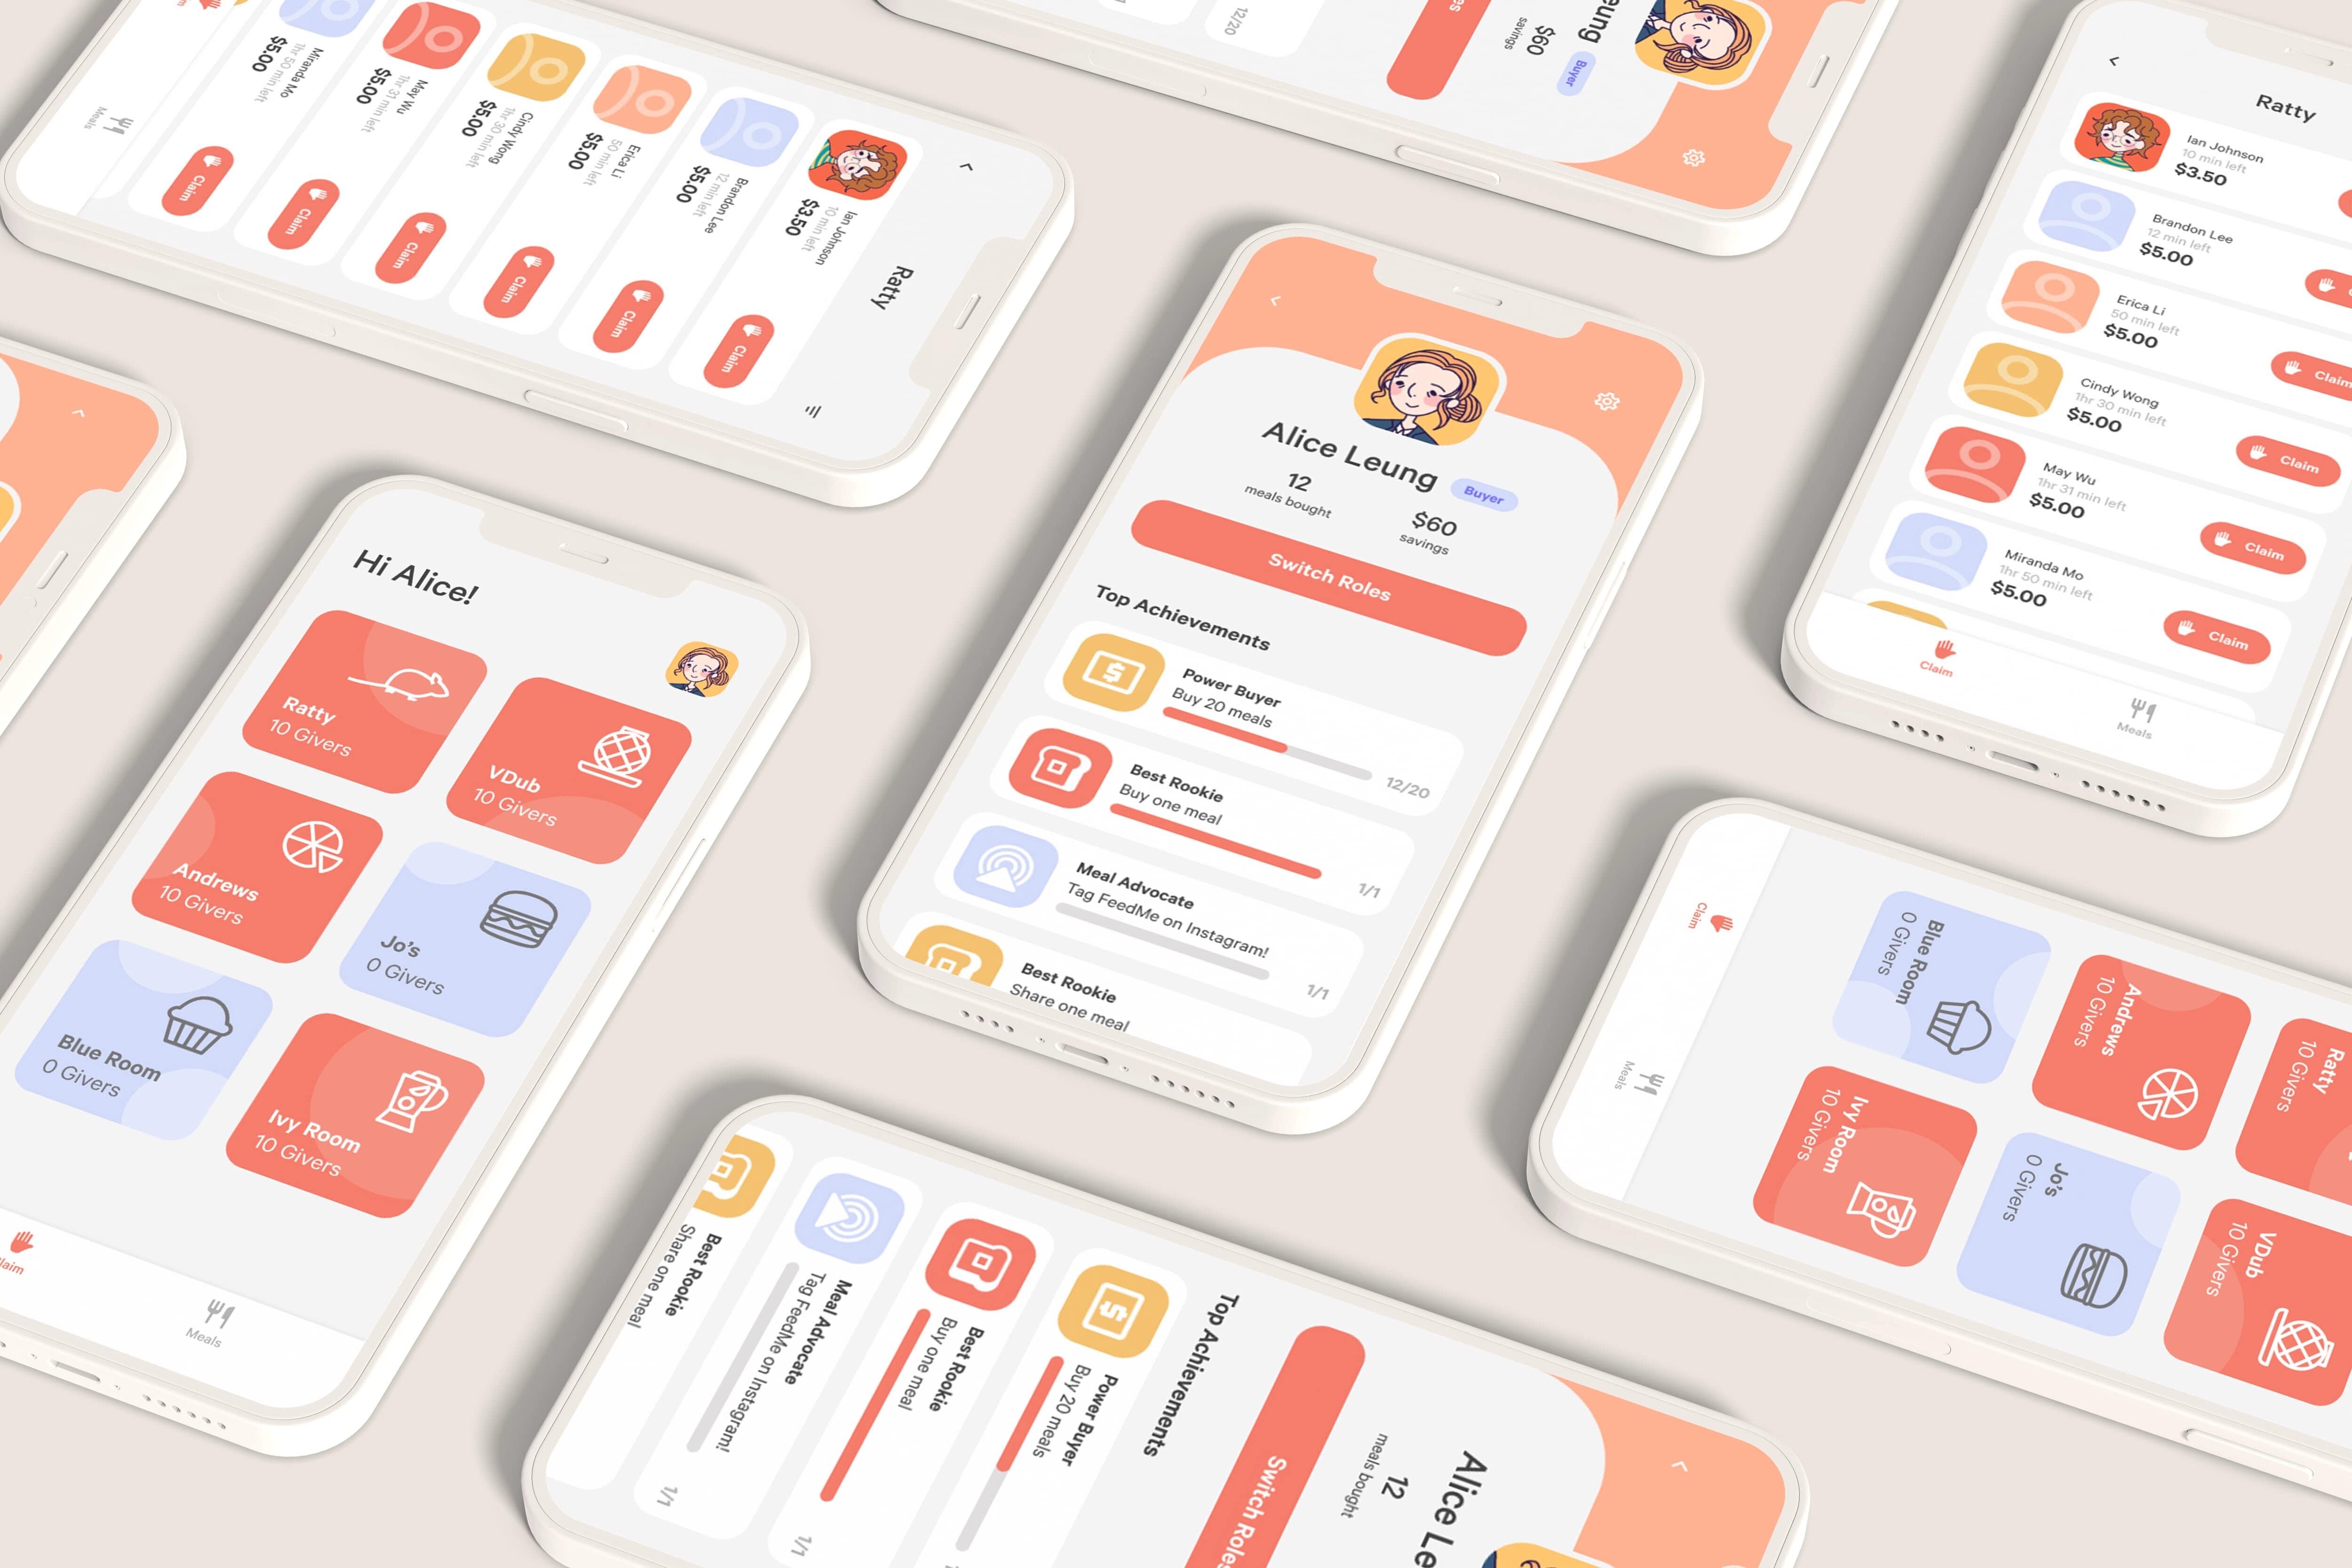 Miranda Mo
1hr 50 min left
$5.00
Claim
May Wu
1hr 31 min left
$5.00
Claim
Cindy Wong
1hr 30 min left
$5.00
Claim
Erica Li
50 min left
$5.00
Claim
Brandon Lee
12 min left
$5.00
Claim
Ian Johnson
10 min left
$3.50
Claim
Ratty
Meals
12/20
$60
savings
Buyer
Ratty
Ian Johnson
10 min left
$3.50
Brandon Lee
12 min left
$5.00
Erica Li
50 min left
$5.00
Claim
Cindy Wong
1hr 30 min left
$5.00
Claim
May Wu
1hr 31 min left
$5.00
Claim
Miranda Mo
1hr 50 min left
$5.00
Claim
Claim
Meals
Alice Leung
Buyer
12
meals bought
$60
savings
Switch Roles
Top Achievements
Power Buyer
Buy 20 meals
12/20
Best Rookie
Buy one meal
1/1
Meal Advocate
Tag FeedMe on Instagram!
1/1
Best Rookie
Share one meal
Hi Alice!
Ratty
10 Givers
VDub
10 Givers
Andrews
10 Givers
Jo's
0 Givers
Blue Room
0 Givers
Ivy Room
10 Givers
Meals
Claim
Meals
Blue Room
0 Givers
Andrews
10 Givers
Ratty
10 Givers
Ivy Room
10 Givers
Jo's
0 Givers
VDub
10 Givers
Best Rookie
Share one meal
Meal Advocate
Tag FeedMe on Instagram!
1/1
Best Rookie
Buy one meal
1/1
Power Buyer
Buy 20 meals
Top Achievements
Switch Roles
12
meals bought
Alice Le